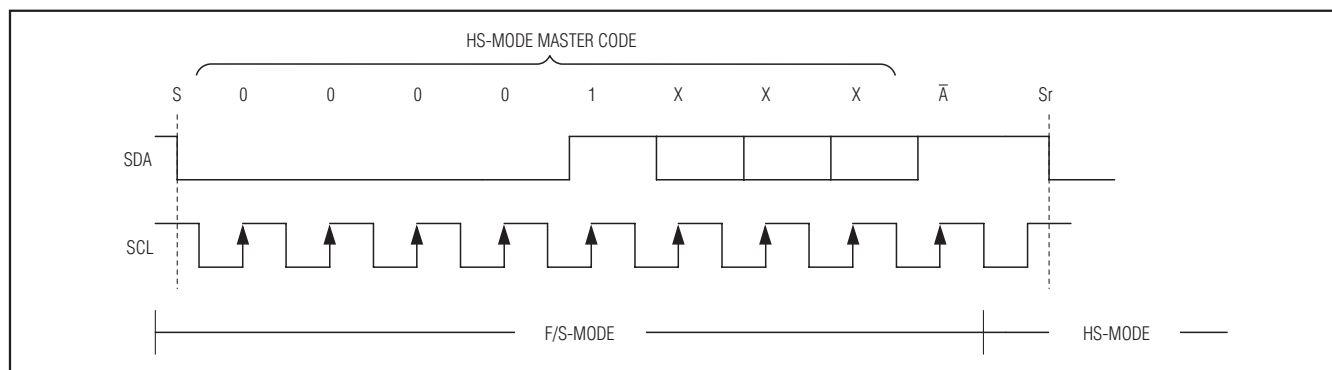 HS-MODE MASTER CODE
S 0 0 0 0 1 X X X A̅ Sr
SDA
SCL
F/S-MODE HS-MODE